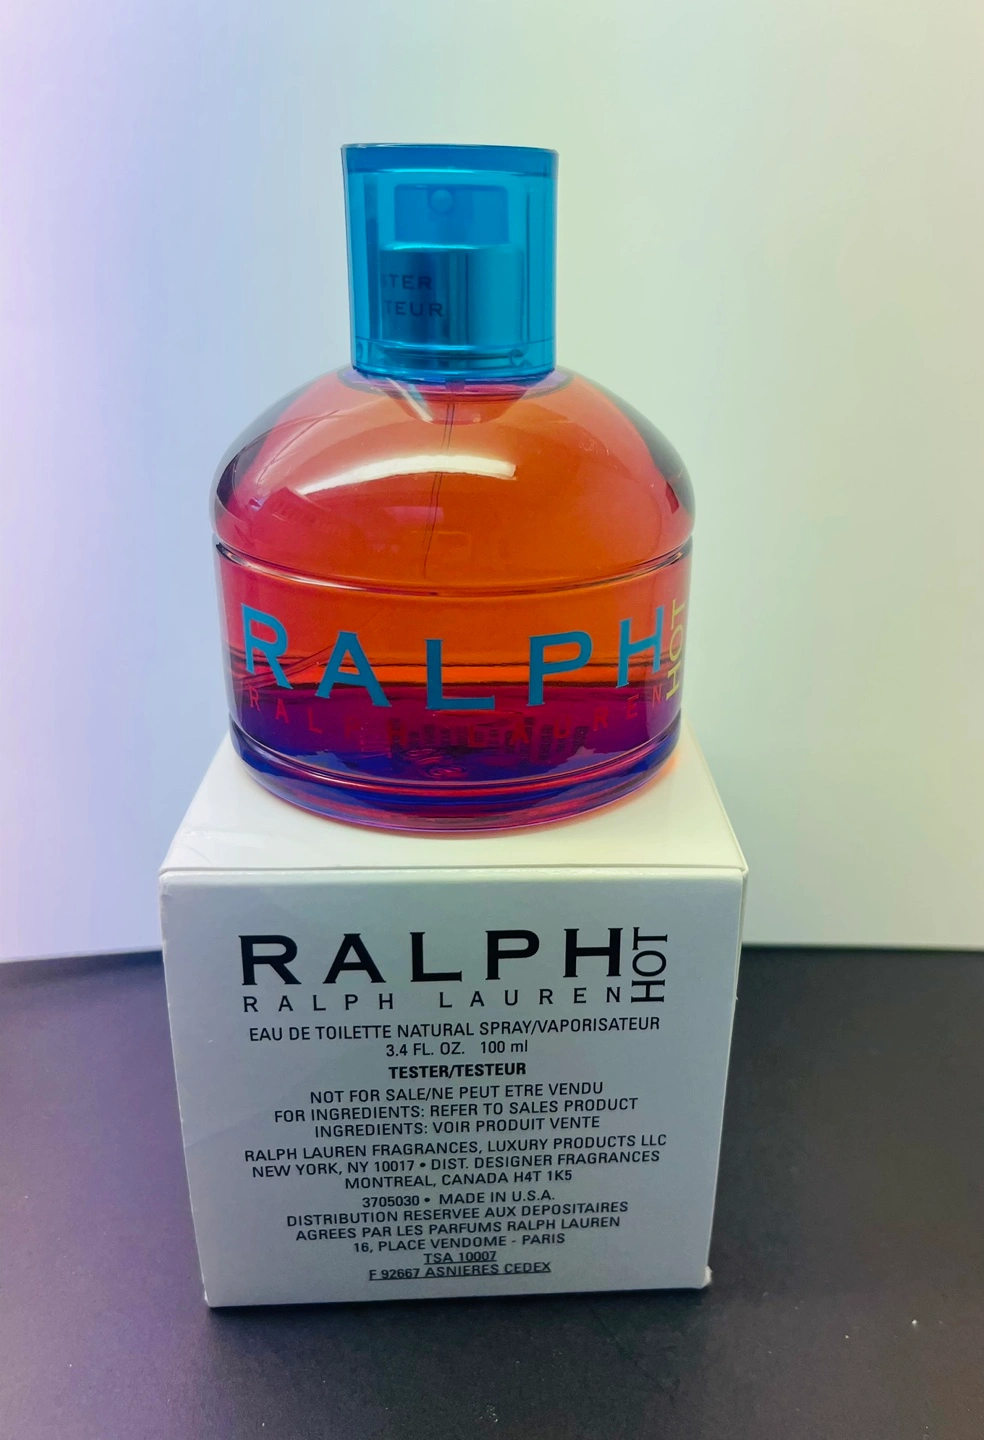 STER
TEUR
RALPH HOT
RALPH LAUREN
RALPH HOT
RALPH LAUREN
EAU DE TOILETTE NATURAL SPRAY/VAPORISATEUR
3.4 FL. OZ. 100 ml
TESTER/TESTEUR
NOT FOR SALE/NE PEUT ETRE VENDU
FOR INGREDIENTS: REFER TO SALES PRODUCT
INGREDIENTS: VOIR PRODUIT VENTE
RALPH LAUREN FRAGRANCES, LUXURY PRODUCTS LLC
NEW YORK, NY 10017 • DIST. DESIGNER FRAGRANCES
MONTREAL, CANADA H4T 1K5
3705030 • MADE IN U.S.A.
DISTRIBUTION RESERVEE AUX DEPOSITAIRES
AGREES PAR LES PARFUMS RALPH LAUREN
16, PLACE VENDOME - PARIS
TSA 10007
F 92667 ASNIERES CEDEX